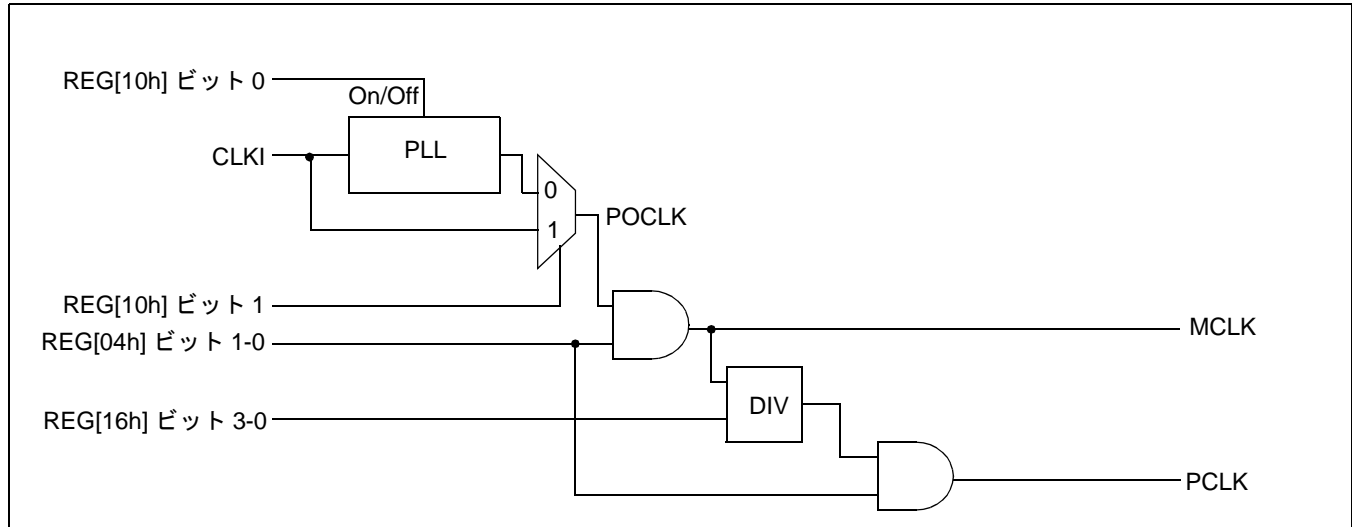 REG[10h] ビット 0
On/Off
CLKI
PLL
0
POCLK
1
REG[10h] ビット 1
MCLK
REG[04h] ビット 1-0
DIV
REG[16h] ビット 3-0
PCLK